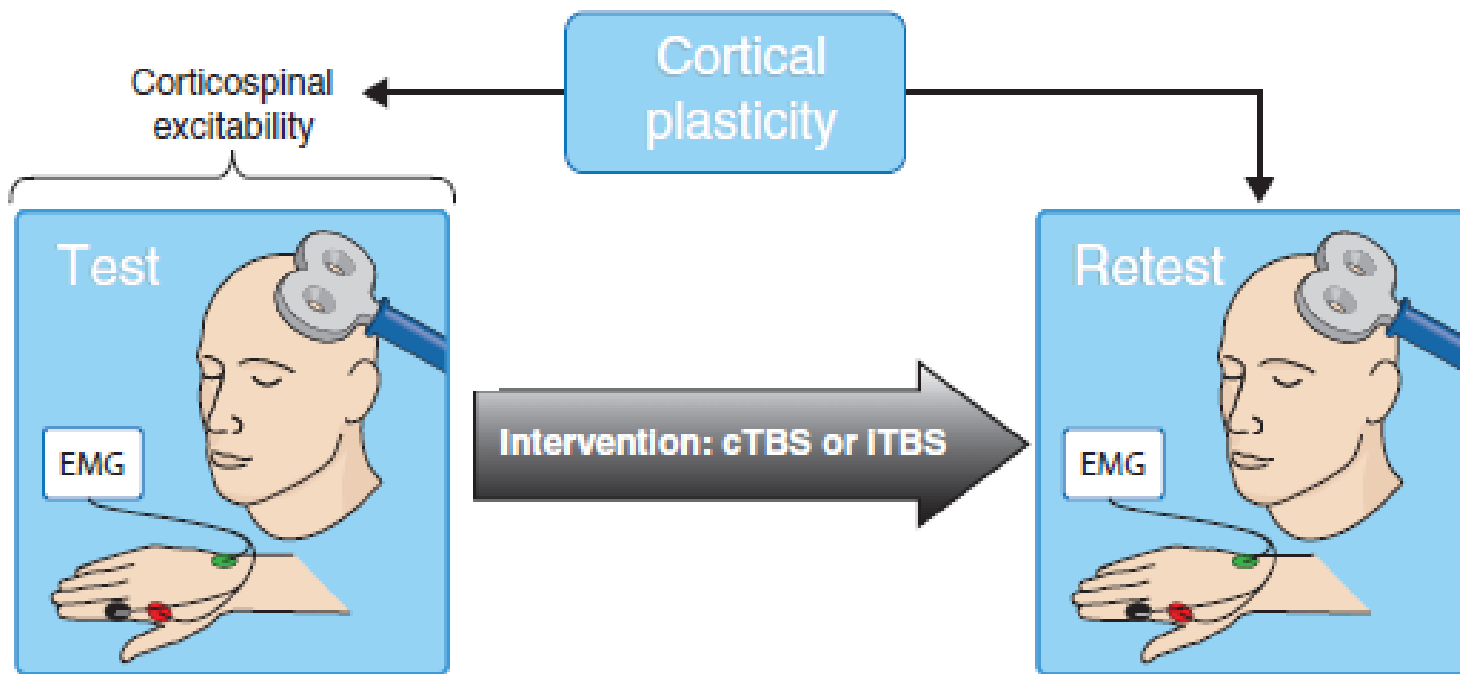 Cortical
plasticity
Corticospinal
excitability
Test
Retest
Intervention: cTBS or iTBS
EMG
EMG